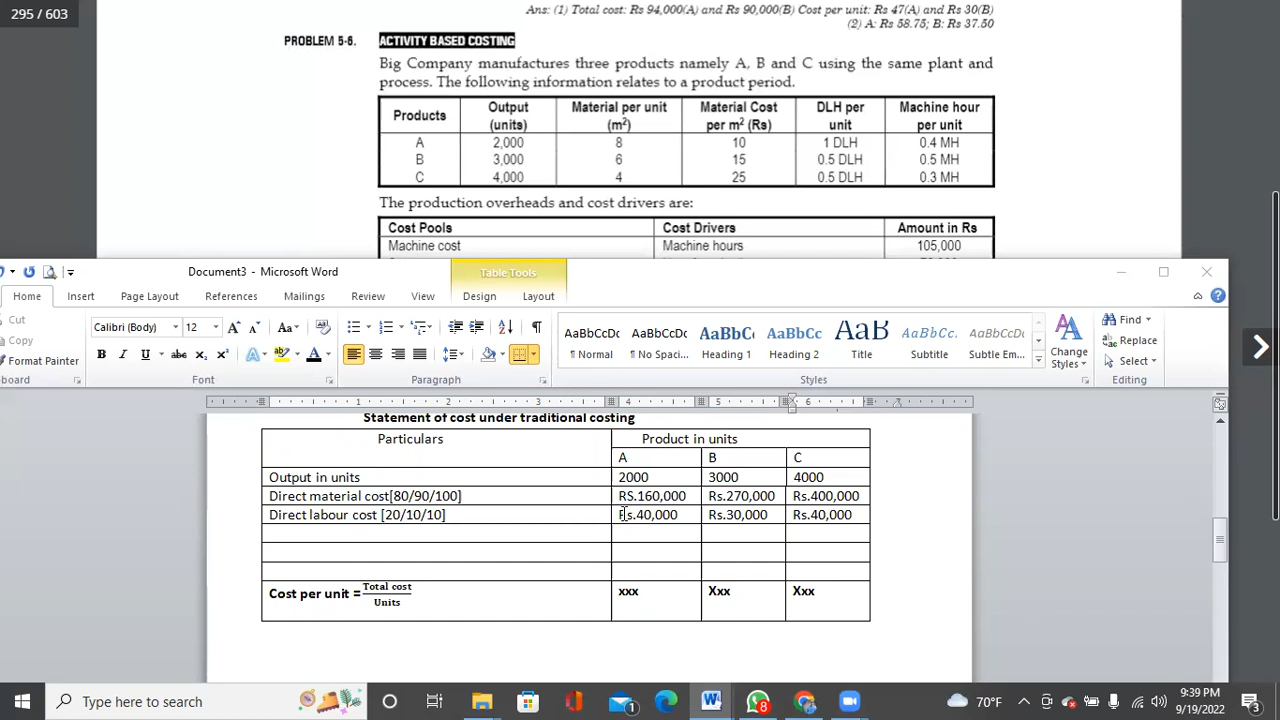 295 / 603
Ans: (1) Total cost: Rs 94,000(A) and Rs 90,000(B) Cost per unit: Rs 47(A) and Rs 30(B)
(2) A: Rs 58.75; B: Rs 37.50
PROBLEM 5-6. ACTIVITY BASED COSTING
Big Company manufactures three products namely A, B and C using the same plant and
process. The following information relates to a product period.
Products Output (units) Material per unit (m²) Material Cost per m² (Rs) DLH per unit Machine hour per unit
A 2,000 8 10 1 DLH 0.4 MH
B 3,000 6 15 0.5 DLH 0.5 MH
C 4,000 4 25 0.5 DLH 0.3 MH
The production overheads and cost drivers are:
Cost Pools Cost Drivers Amount in Rs
Machine cost Machine hours 105,000
Document3 - Microsoft Word Table Tools
Home Insert Page Layout References Mailings Review View Design Layout
Cut
Copy
Format Painter
Calibri (Body) 12
AaBbCcDc AaBbCcDc AaBbC AaBbCc AaB AaBbCc. AaBbCcDc
¶ Normal ¶ No Spaci... Heading 1 Heading 2 Title Subtitle Subtle Em...
Change Styles
Find
Replace
Select
board Font Paragraph Styles Editing
1 2 3 4 5 6 7
Statement of cost under traditional costing
Particulars Product in units
A B C
Output in units 2000 3000 4000
Direct material cost[80/90/100] RS.160,000 Rs.270,000 Rs.400,000
Direct labour cost [20/10/10] Rs.40,000 Rs.30,000 Rs.40,000
Cost per unit = Total cost / Units xxx Xxx Xxx
Type here to search
1
8
70°F
9:39 PM
9/19/2022
3